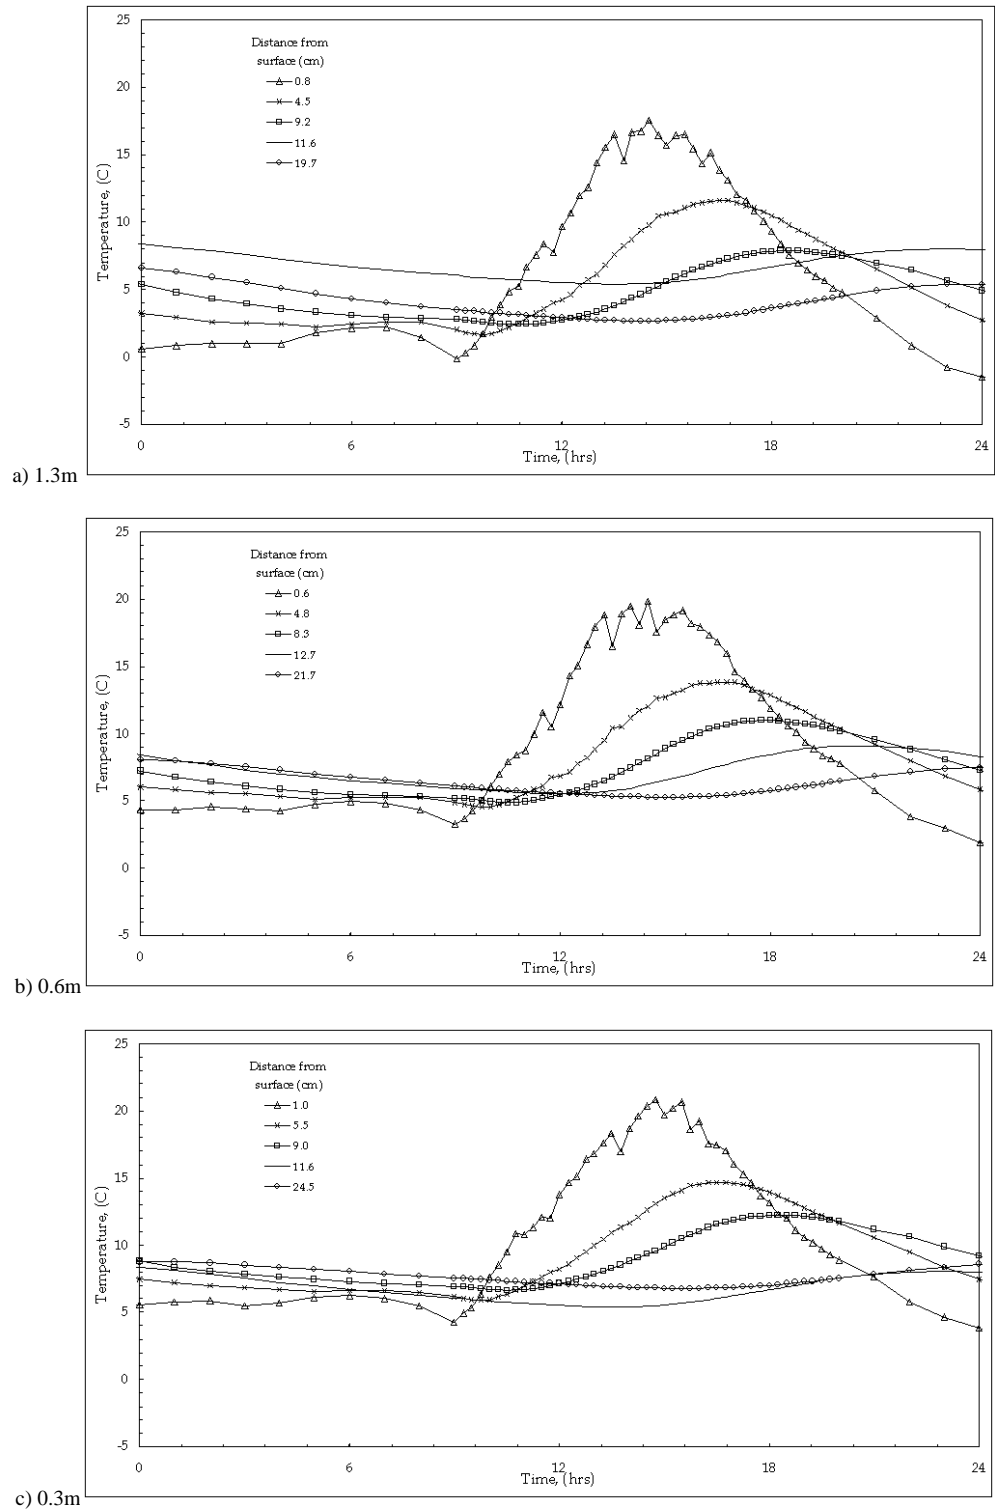 25
20
15
10
5
0
-5
Temperature, (C)
Distance from
surface (cm)
0.8
4.5
9.2
11.6
19.7
0 6 12 18 24
Time, (hrs)
a) 1.3m
25
20
15
10
5
0
-5
Temperature, (C)
Distance from
surface (cm)
0.6
4.8
8.3
12.7
21.7
0 6 12 18 24
Time, (hrs)
b) 0.6m
25
20
15
10
5
0
-5
Temperature, (C)
Distance from
surface (cm)
1.0
5.5
9.0
11.6
24.5
0 6 12 18 24
Time, (hrs)
c) 0.3m